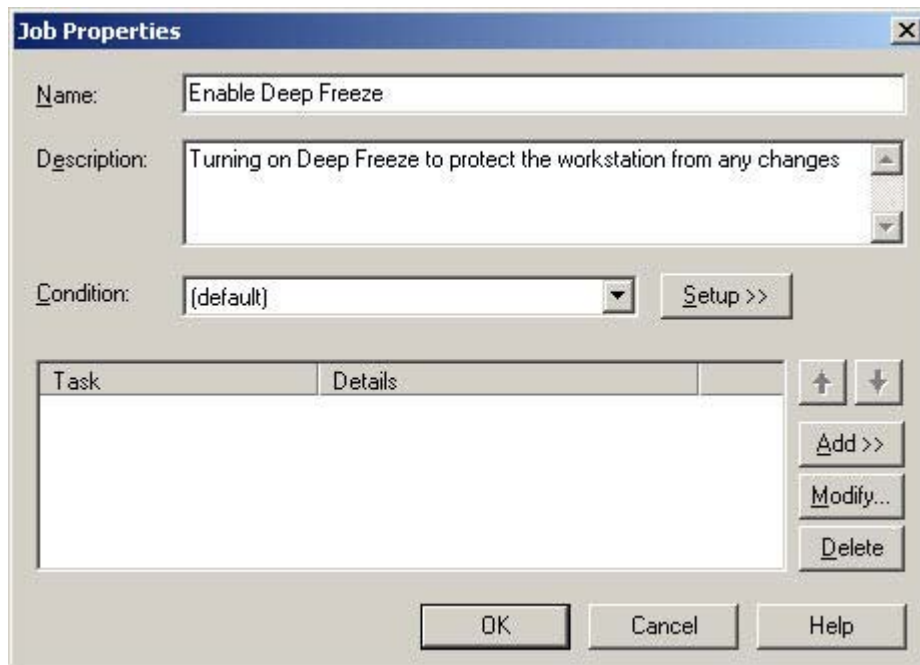 Job Properties
Name: Enable Deep Freeze
Description: Turning on Deep Freeze to protect the workstation from any changes
Condition: (default) Setup >>
Task Details
Add >>
Modify...
Delete
OK Cancel Help